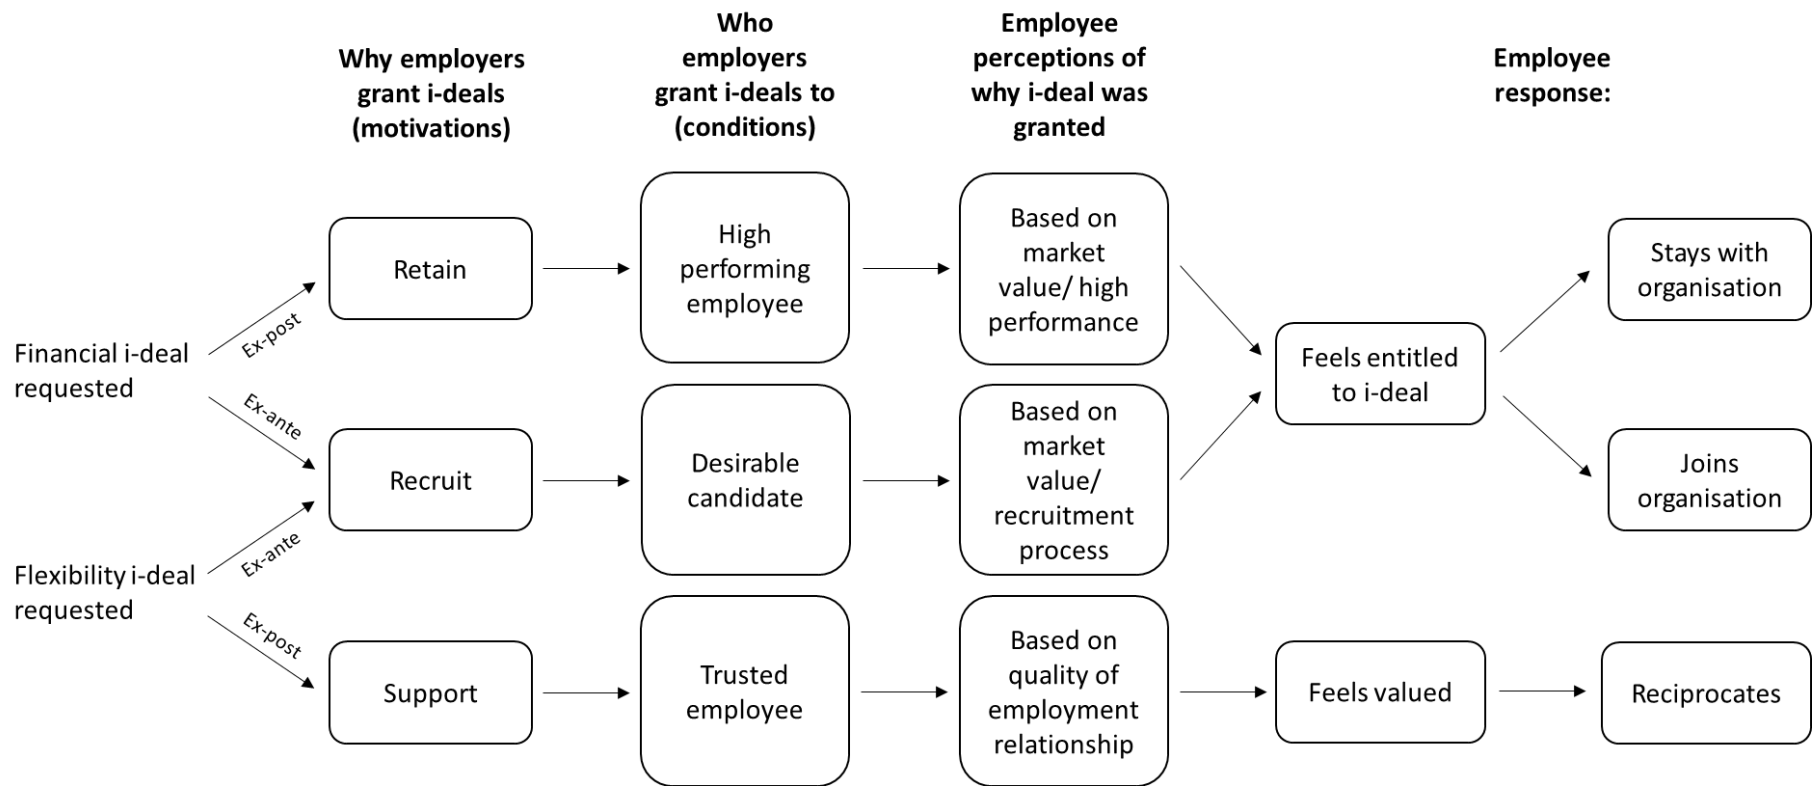 Why employers
grant i-deals
(motivations)
Who
employers
grant i-deals to
(conditions)
Employee
perceptions of
why i-deal was
granted
Employee
response:
Financial i-deal
requested
Ex-post
Ex-ante
Flexibility i-deal
requested
Ex-ante
Ex-post
Retain
High
performing
employee
Based on
market
value/ high
performance
Recruit
Desirable
candidate
Based on
market
value/
recruitment
process
Feels entitled
to i-deal
Stays with
organisation
Joins
organisation
Support
Trusted
employee
Based on
quality of
employment
relationship
Feels valued
Reciprocates